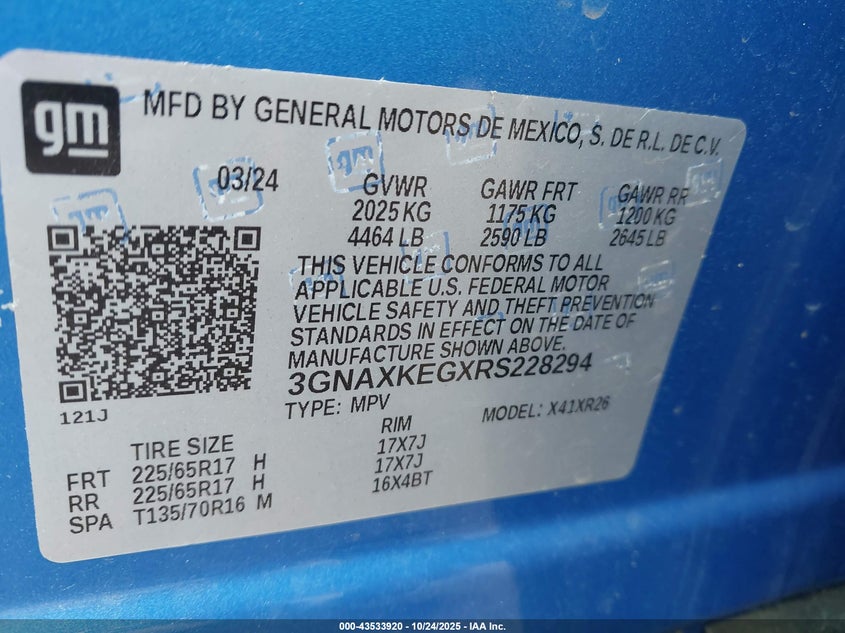 gm
MFD BY GENERAL MOTORS DE MEXICO, S. DE R.L. DE C.V.
03/24 GVWR GAWR FRT GAWR RR
2025 KG 1175 KG 1200 KG
4464 LB 2590 LB 2645 LB
THIS VEHICLE CONFORMS TO ALL
APPLICABLE U.S. FEDERAL MOTOR
VEHICLE SAFETY AND THEFT PREVENTION
STANDARDS IN EFFECT ON THE DATE OF
MANUFACTURE SHOWN ABOVE.
3GNAXKEGXRS228294
TYPE: MPV MODEL: X41XR26
121J
TIRE SIZE RIM
FRT 225/65R17 H 17X7J
RR 225/65R17 H 17X7J
SPA T135/70R16 M 16X4BT
000-43533920 - 10/24/2025 - IAA Inc.